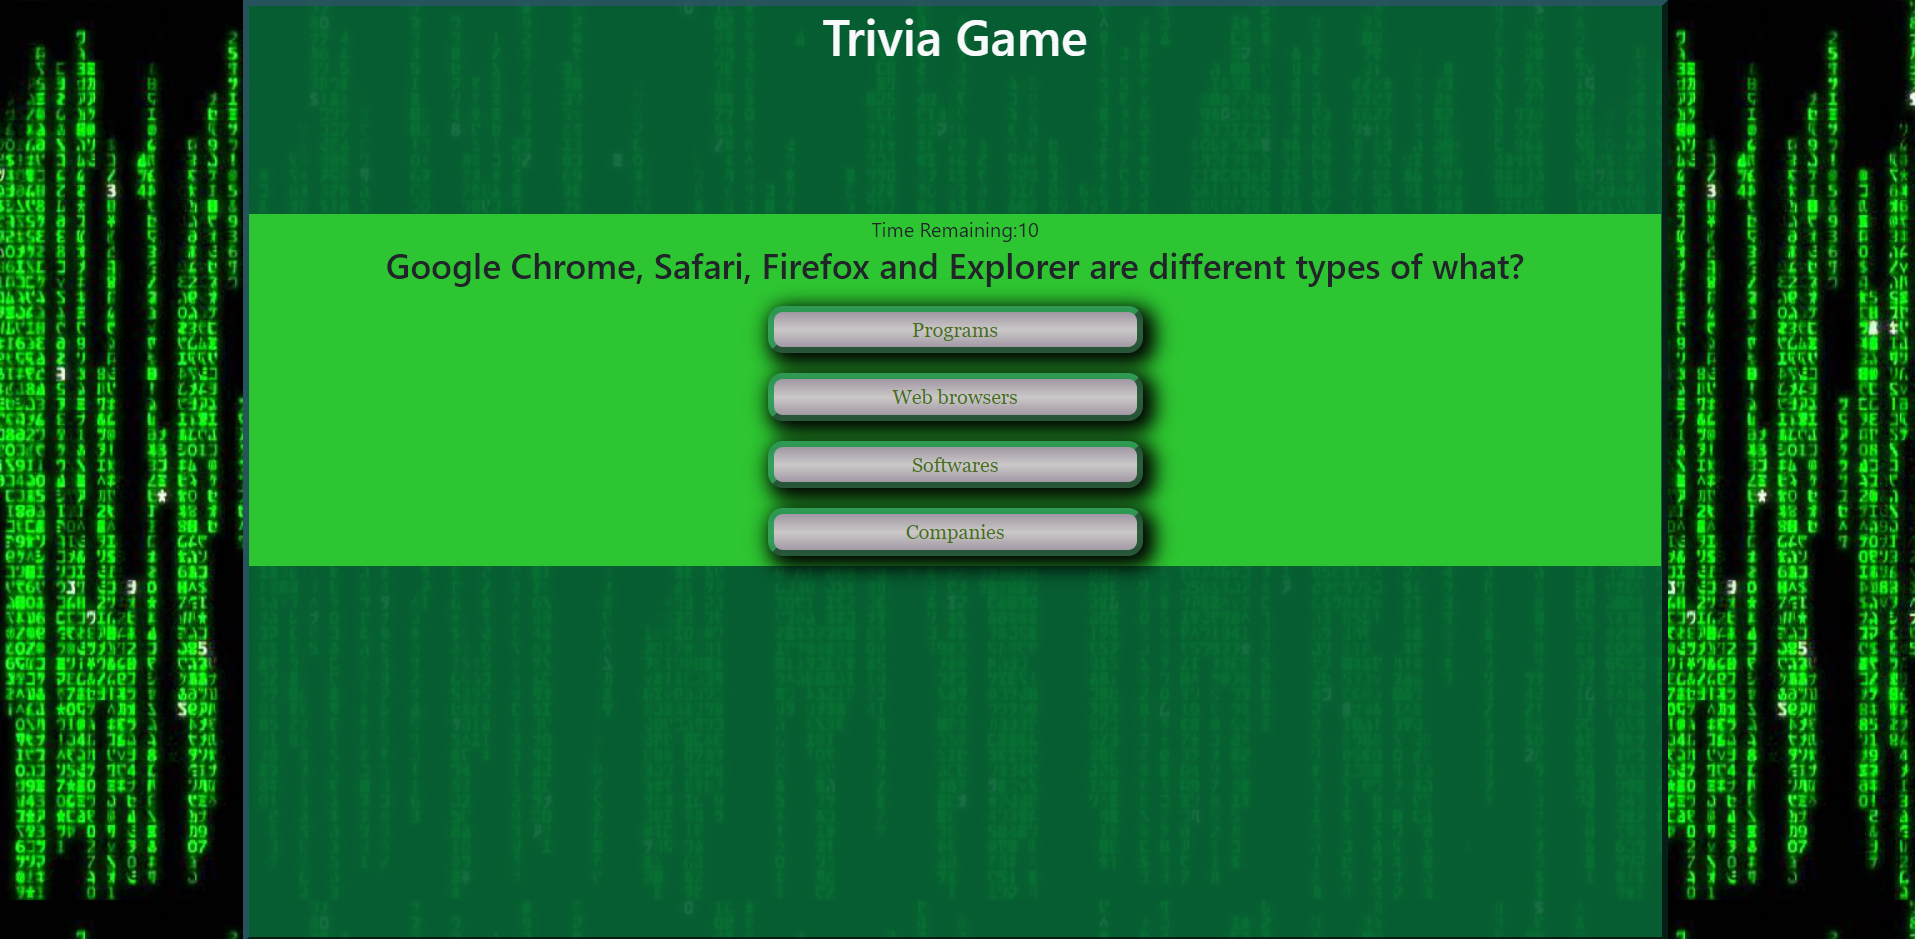 Trivia Game
Time Remaining:10
Google Chrome, Safari, Firefox and Explorer are different types of what?
Programs
Web browsers
Softwares
Companies